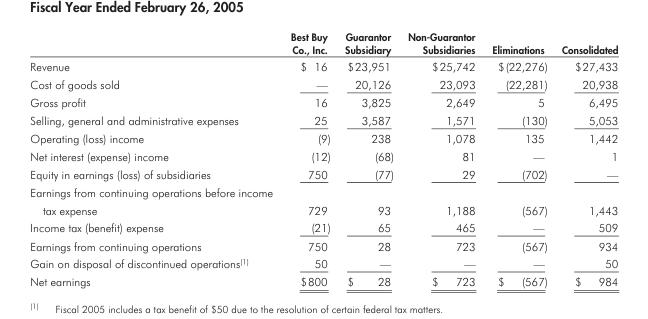 Fiscal Year Ended February 26, 2005
Best Buy Guarantor Non-Guarantor
Co., Inc. Subsidiary Subsidiaries Eliminations Consolidated
Revenue $ 16 $23,951 $25,742 $(22,276) $27,433
Cost of goods sold — 20,126 23,093 (22,281) 20,938
Gross profit 16 3,825 2,649 5 6,495
Selling, general and administrative expenses 25 3,587 1,571 (130) 5,053
Operating (loss) income (9) 238 1,078 135 1,442
Net interest (expense) income (12) (68) 81 — 1
Equity in earnings (loss) of subsidiaries 750 (77) 29 (702) —
Earnings from continuing operations before income
tax expense 729 93 1,188 (567) 1,443
Income tax (benefit) expense (21) 65 465 — 509
Earnings from continuing operations 750 28 723 (567) 934
Gain on disposal of discontinued operations(1) 50 — — — 50
Net earnings $800 $ 28 $ 723 $ (567) $ 984
(1) Fiscal 2005 includes a tax benefit of $50 due to the resolution of certain federal tax matters.